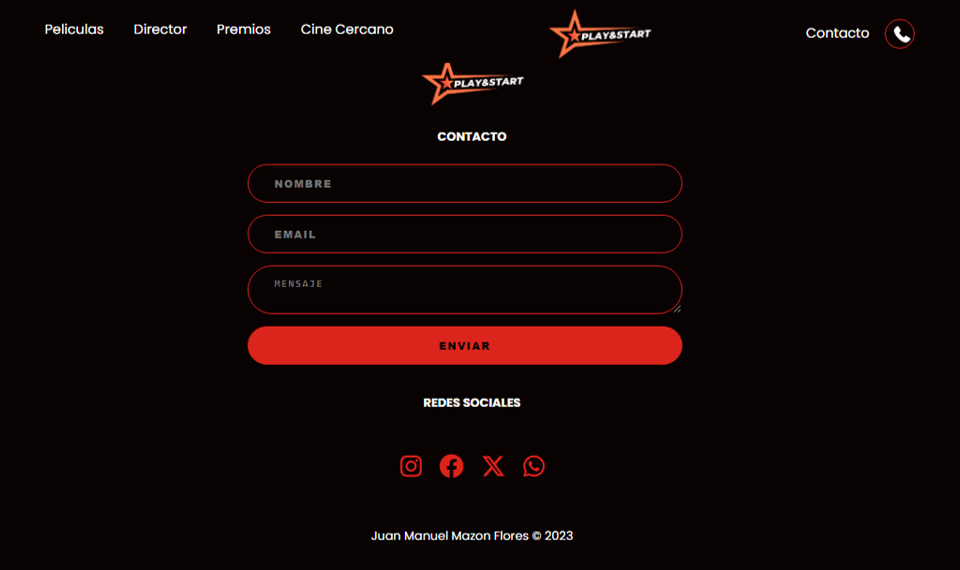 Peliculas Director Premios Cine Cercano PLAY&START Contacto
PLAY&START
CONTACTO
NOMBRE
EMAIL
MENSAJE
ENVIAR
REDES SOCIALES
Juan Manuel Mazon Flores © 2023